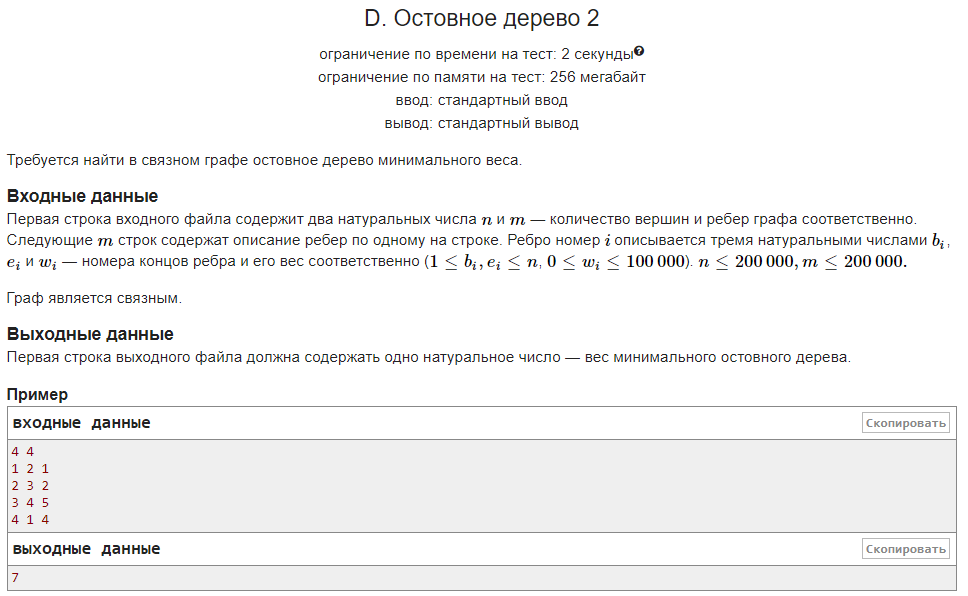 D. Остовное дерево 2
ограничение по времени на тест: 2 секунды
ограничение по памяти на тест: 256 мегабайт
ввод: стандартный ввод
вывод: стандартный вывод
Требуется найти в связном графе остовное дерево минимального веса.
Входные данные
Первая строка входного файла содержит два натуральных числа n и m — количество вершин и ребер графа соответственно.
Следующие m строк содержат описание ребер по одному на строке. Ребро номер i описывается тремя натуральными числами b_i,
e_i и w_i — номера концов ребра и его вес соответственно (1 ≤ b_i, e_i ≤ n, 0 ≤ w_i ≤ 100 000). n ≤ 200 000, m ≤ 200 000.
Граф является связным.
Выходные данные
Первая строка выходного файла должна содержать одно натуральное число — вес минимального остовного дерева.
Пример
входные данные Скопировать
4 4
1 2 1
2 3 2
3 4 5
4 1 4
выходные данные Скопировать
7